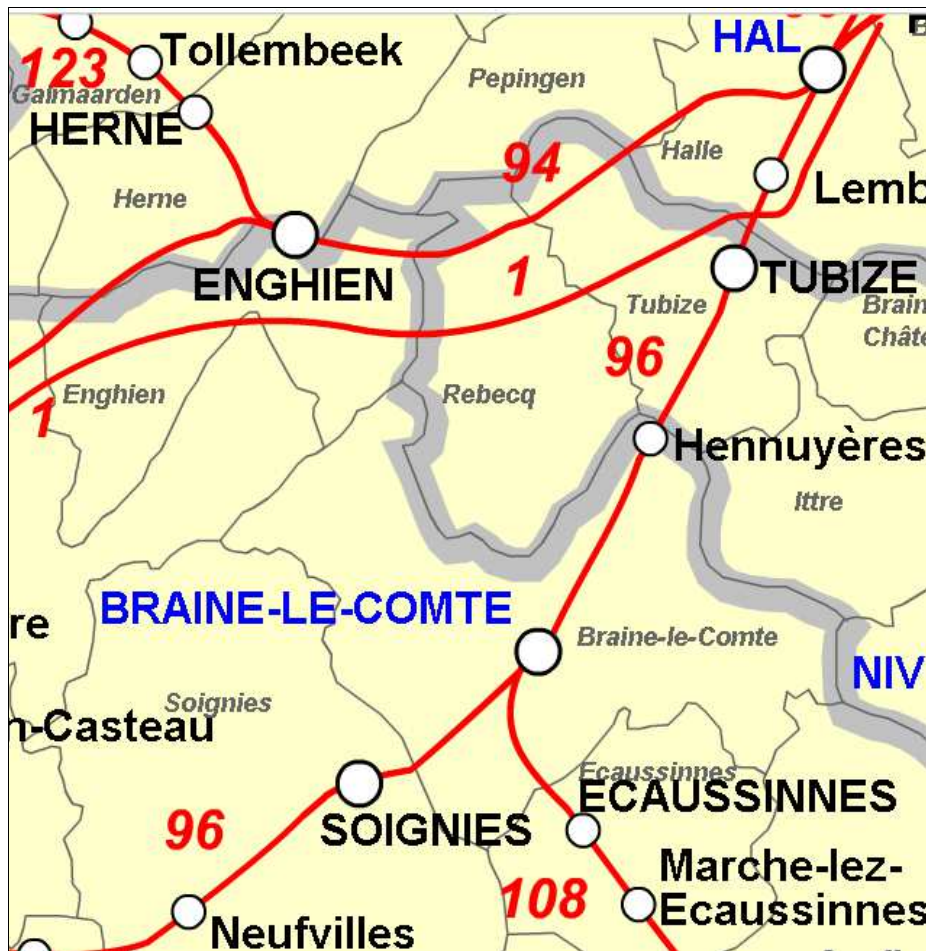 HAL
Tollembeek
123
Pepingen
Gaimaarden
HERNE
94
Halle
Herne
Lemb
ENGHIEN
1
TUBIZE
Tubize
Brain
Châte
96
Enghien
1
Rebecq
Hennuyères
Ittre
BRAINE-LE-COMTE
re
Braine-le-Comte
NIV
Soignies
n-Casteau
Ecaussinnes
ECAUSSINNES
96
SOIGNIES
Marche-lez-
Ecaussinnes
108
Neufvilles